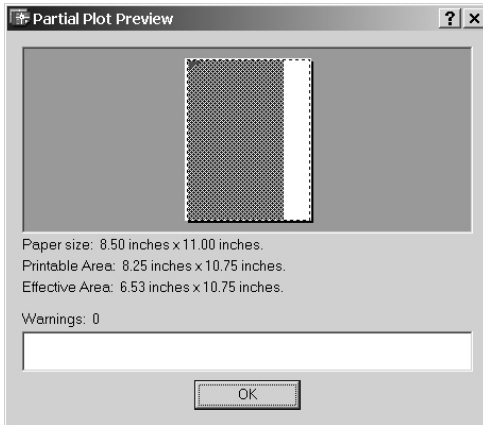 Partial Plot Preview
Paper size: 8.50 inches x 11.00 inches.
Printable Area: 8.25 inches x 10.75 inches.
Effective Area: 6.53 inches x 10.75 inches.
Warnings: 0
OK